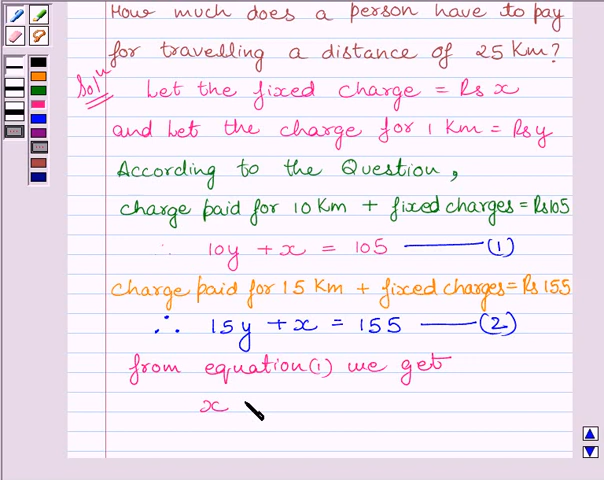 How much does a person have to pay
for travelling a distance of 25 Km?
Solⁿ Let the fixed charge = Rs x
and Let the charge for 1 Km = Rs y
According to the Question,
charge paid for 10 Km + fixed charges = Rs 105
∴ 10y + x = 105 —— (1)
charge paid for 15 Km + fixed charges = Rs 155
∴ 15y + x = 155 —— (2)
from equation (1) we get
x